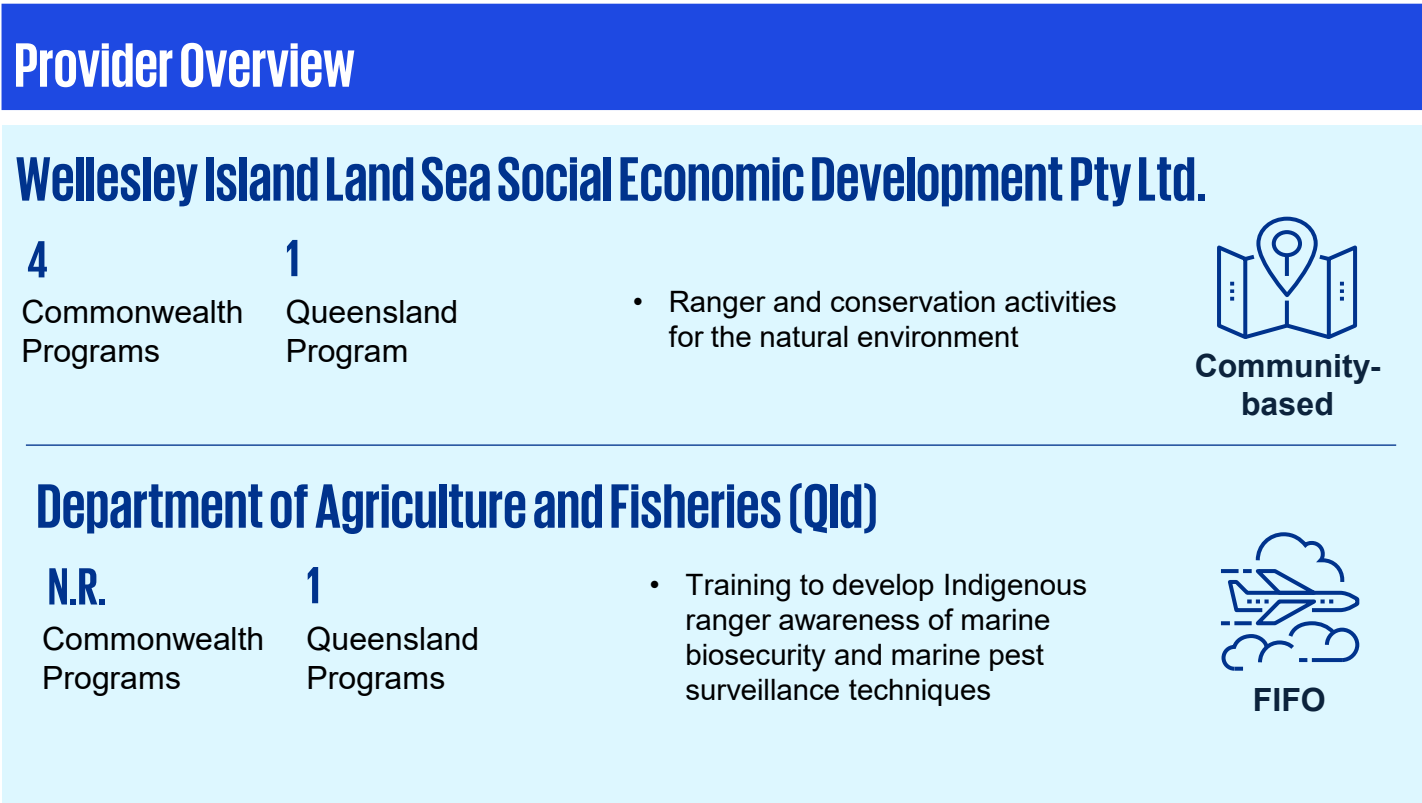 Provider Overview
Wellesley Island Land Sea Social Economic Development Pty Ltd.
4
Commonwealth
Programs
1
Queensland
Program
• Ranger and conservation activities
for the natural environment
Community-
based
Department of Agriculture and Fisheries (Qld)
N.R.
Commonwealth
Programs
1
Queensland
Programs
• Training to develop Indigenous
ranger awareness of marine
biosecurity and marine pest
surveillance techniques
FIFO